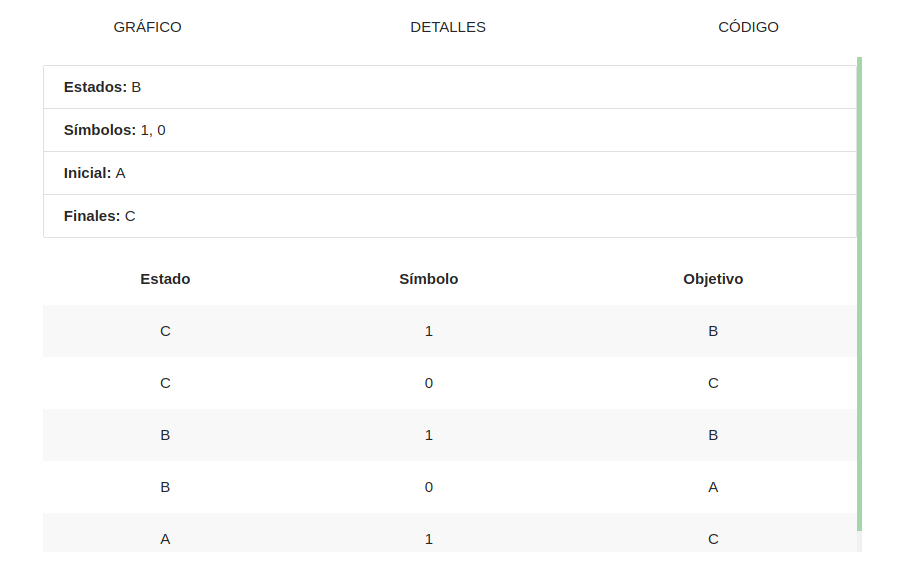 GRÁFICO DETALLES CÓDIGO
Estados: B
Símbolos: 1, 0
Inicial: A
Finales: C
Estado Símbolo Objetivo
C 1 B
C 0 C
B 1 B
B 0 A
A 1 C